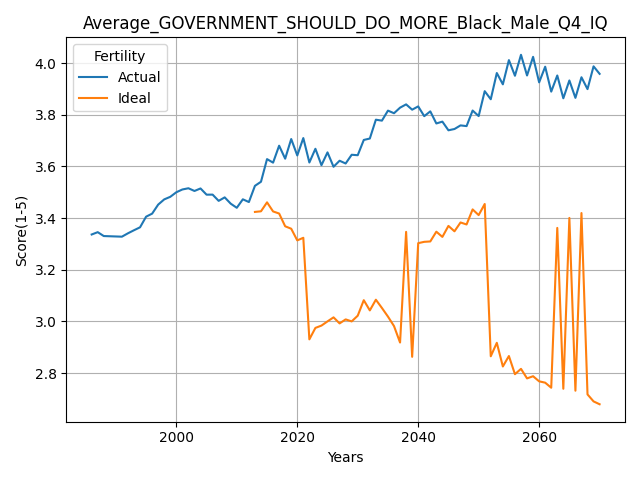 Average_GOVERNMENT_SHOULD_DO_MORE_Black_Male_Q4_IQ
Fertility
Actual
Ideal
Score(1-5)
4.0
3.8
3.6
3.4
3.2
3.0
2.8
2000 2020 2040 2060
Years